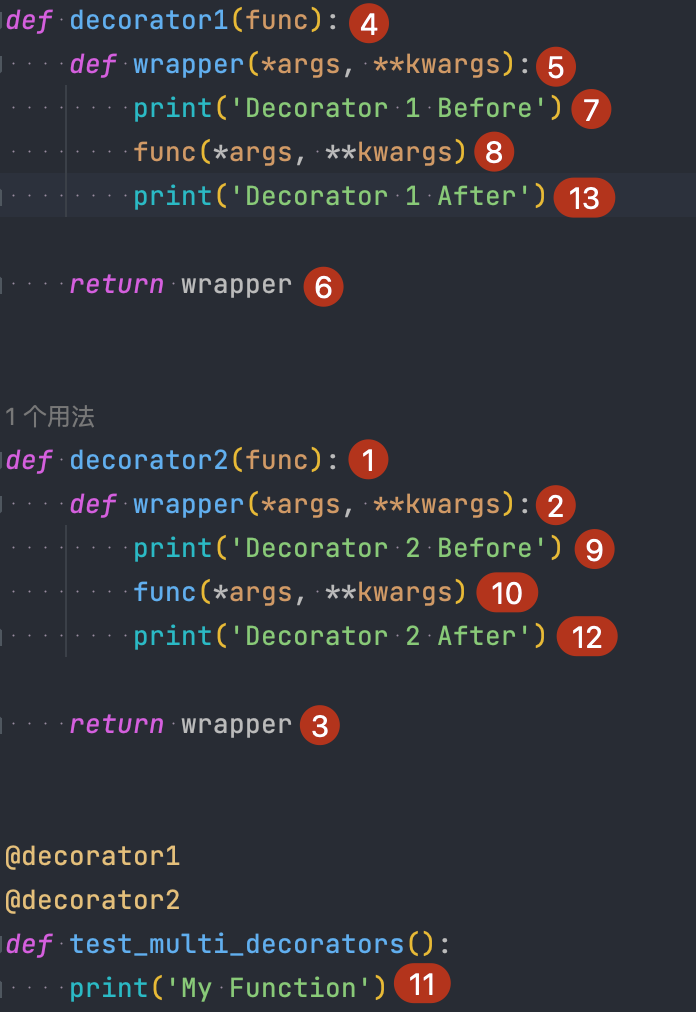 def decorator1(func): 4
    def wrapper(*args, **kwargs): 5
        print('Decorator 1 Before') 7
        func(*args, **kwargs) 8
        print('Decorator 1 After') 13
    return wrapper 6
1 个用法
def decorator2(func): 1
    def wrapper(*args, **kwargs): 2
        print('Decorator 2 Before') 9
        func(*args, **kwargs) 10
        print('Decorator 2 After') 12
    return wrapper 3
@decorator1
@decorator2
def test_multi_decorators():
    print('My Function') 11